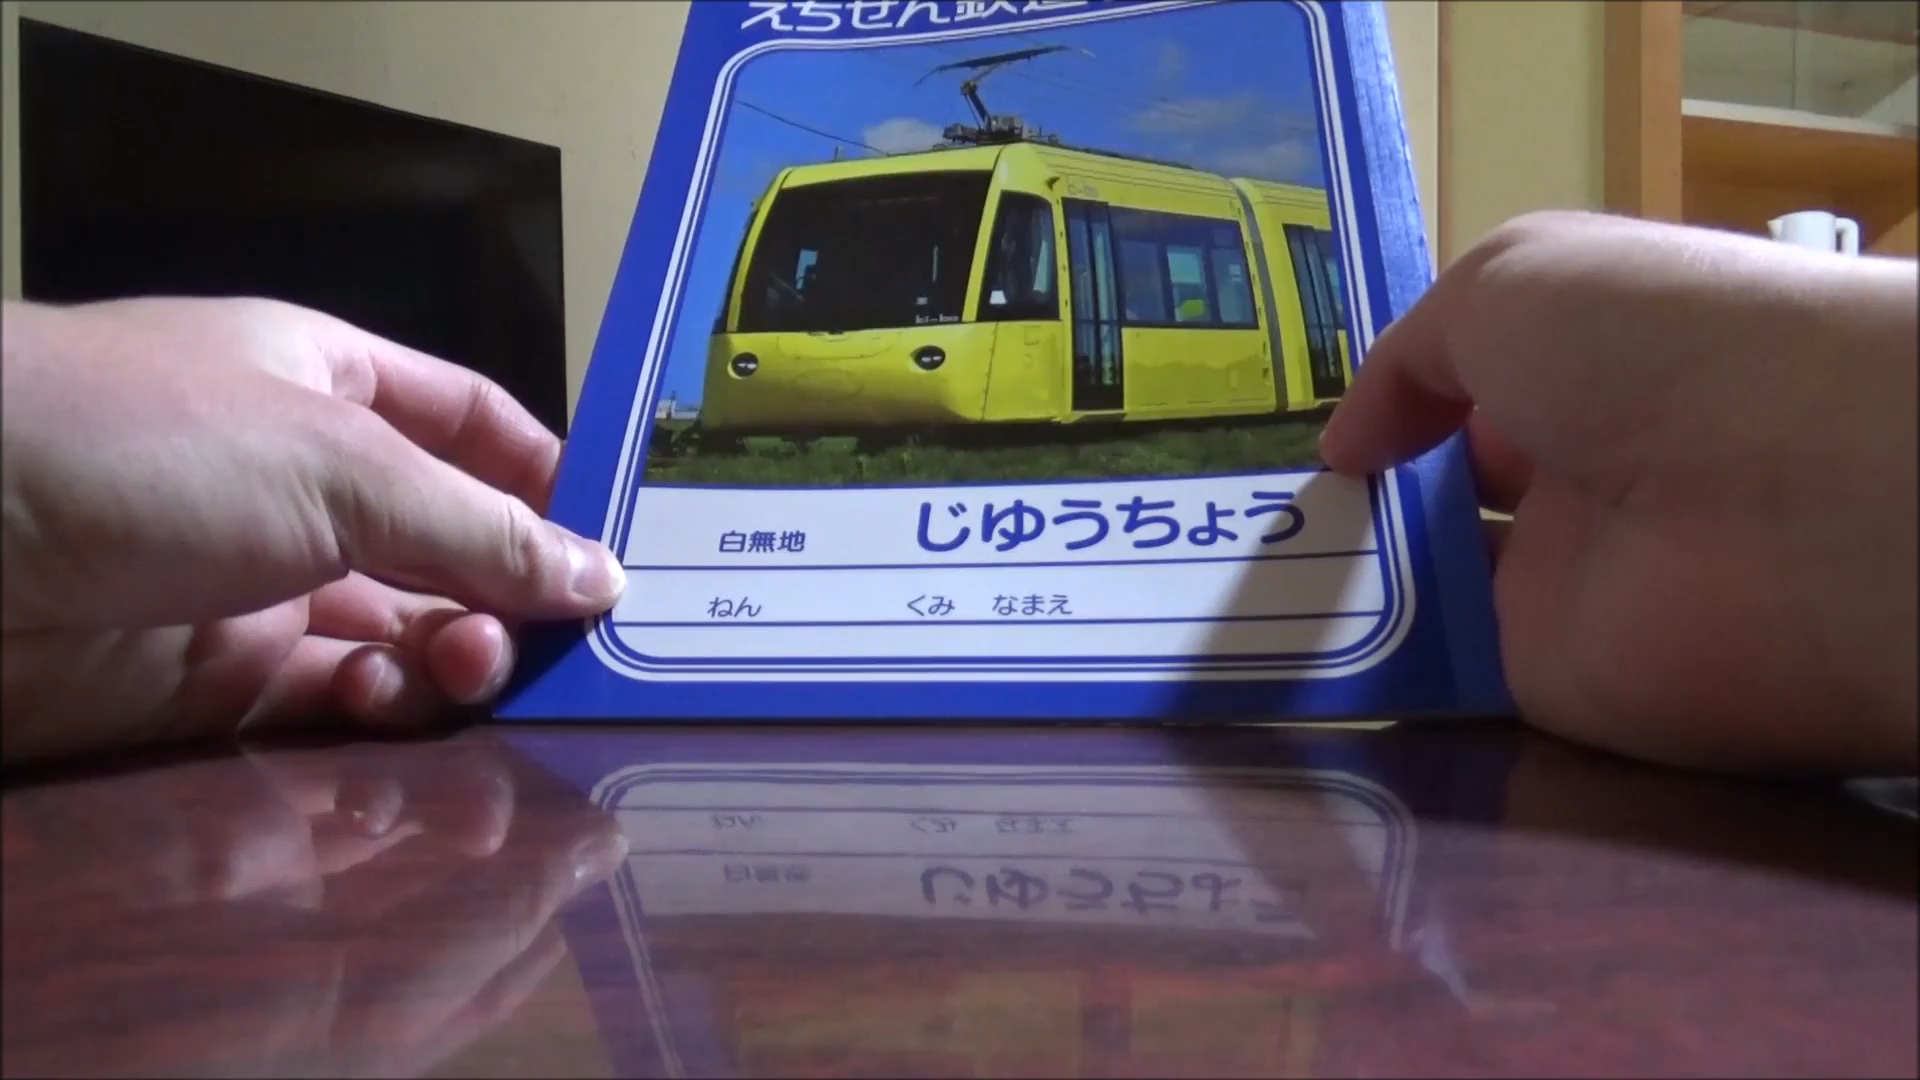 えちぜん鉄道
白無地 じゆうちょう
ねん くみ なまえ